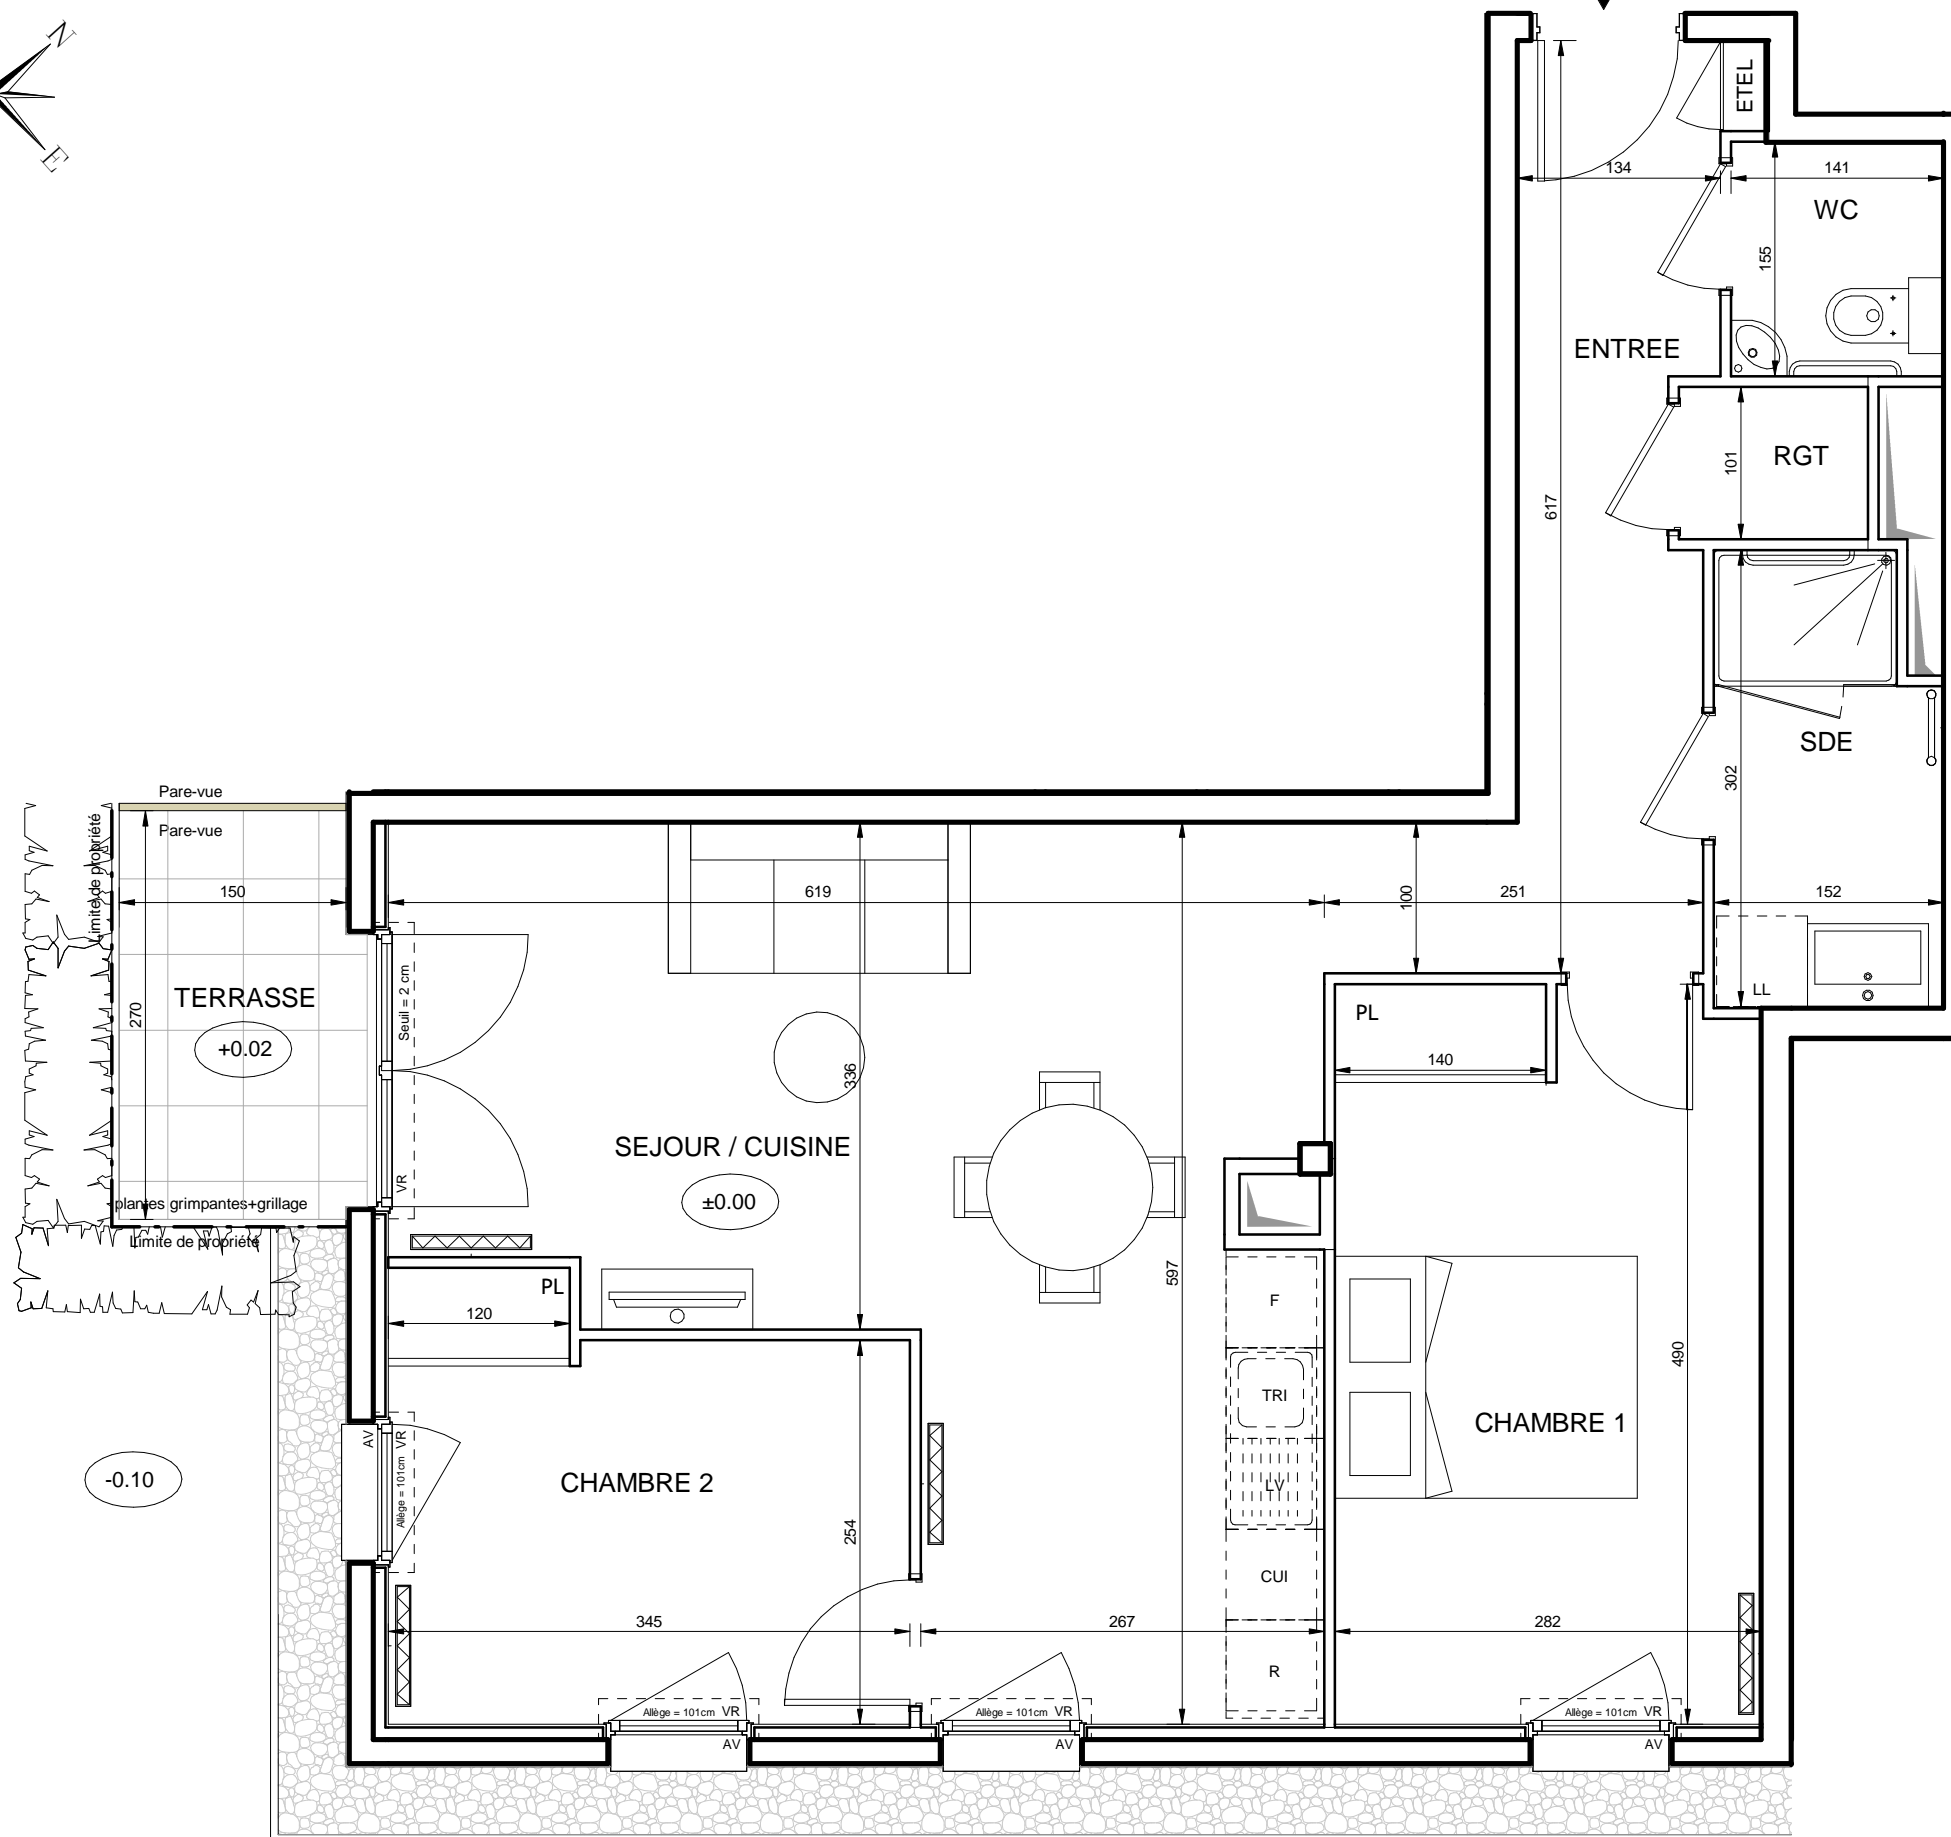 N
E
ETEL
134
141
WC
155
ENTREE
101
RGT
617
SDE
302
Pare-vue
Pare-vue
Limite de propriété
150
619
100
251
152
270
TERRASSE
+0.02
Seuil = 2 cm
VR
LL
PL
140
336
SEJOUR / CUISINE
±0.00
plantes grimpantes+grillage
Limite de propriété
597
PL
120
F
490
TRI
CHAMBRE 1
AV
VR
Allège = 101cm
-0.10
CHAMBRE 2
LV
254
CUI
345
267
282
R
Allège = 101cm VR
Allège = 101cm VR
Allège = 101cm VR
AV
AV
AV